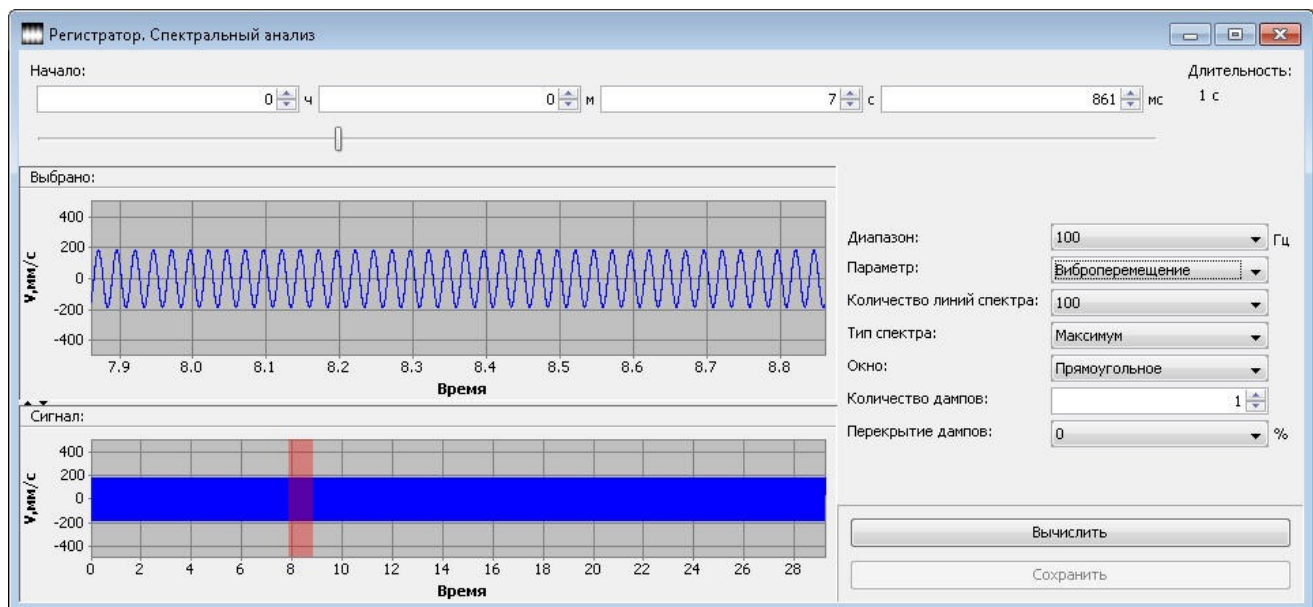 Регистратор. Спектральный анализ
Начало:
Длительность:
0 ч 0 м 7 с 861 мс 1 с
Выбрано:
400
200
0
-200
-400
V,мм/с
7.9 8.0 8.1 8.2 8.3 8.4 8.5 8.6 8.7 8.8
Время
Сигнал:
400
200
0
-200
-400
V,мм/с
0 2 4 6 8 10 12 14 16 18 20 22 24 26 28
Время
Диапазон: 100 Гц
Параметр: Виброперемещение
Количество линий спектра: 100
Тип спектра: Максимум
Окно: Прямоугольное
Количество дампов: 1
Перекрытие дампов: 0 %
Вычислить
Сохранить